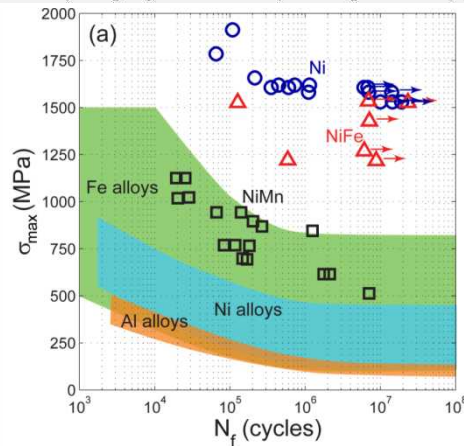 (a)
σmax (MPa)
2000
1750
1500
1250
1000
750
500
250
0
Ni
NiFe
NiMn
Fe alloys
Ni alloys
Al alloys
10³ 10⁴ 10⁵ 10⁶ 10⁷ 10⁸
Nf (cycles)